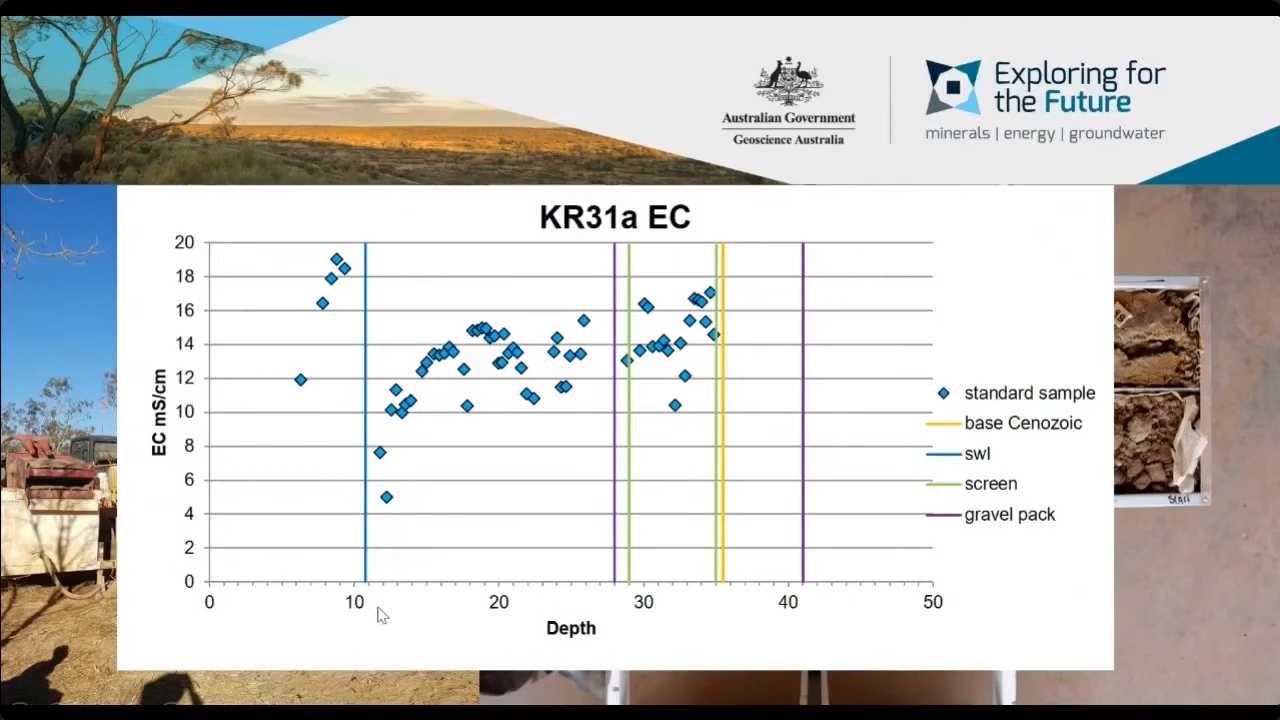 Australian Government
Geoscience Australia
Exploring for
the Future
minerals | energy | groundwater
KR31a EC
20
18
16
14
12
10
8
6
4
2
0
EC mS/cm
0 10 20 30 40 50
Depth
standard sample
base Cenozoic
swl
screen
gravel pack
START